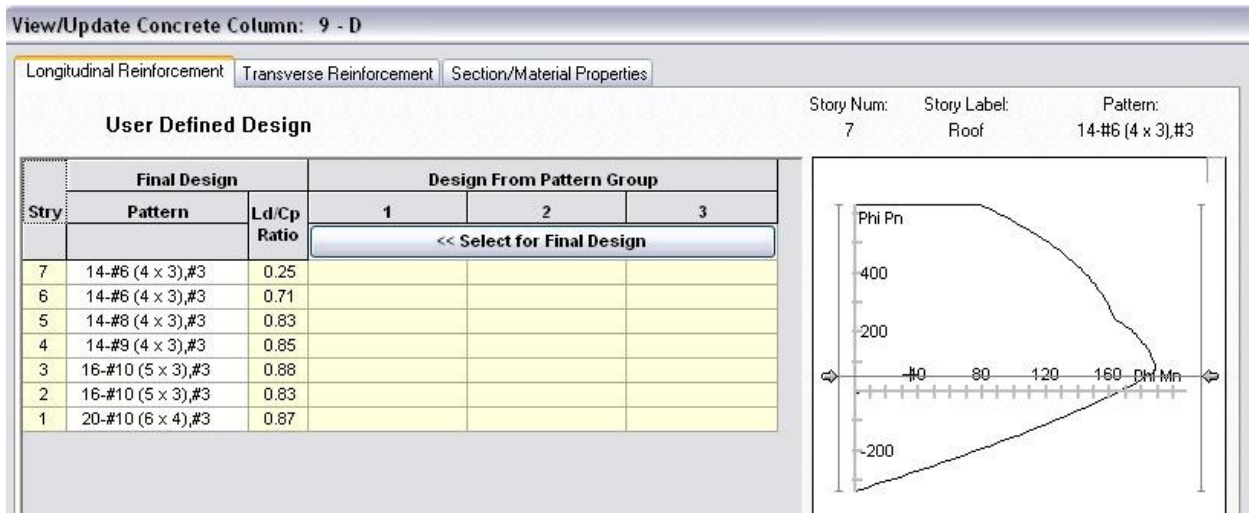 View/Update Concrete Column: 9 - D
Longitudinal Reinforcement Transverse Reinforcement Section/Material Properties
User Defined Design
Story Num: Story Label: Pattern:
7 Roof 14-#6 (4 x 3),#3
Final Design Design From Pattern Group
Stry Pattern Ld/Cp Ratio 1 2 3
<< Select for Final Design
7 14-#6 (4 x 3),#3 0.25
6 14-#6 (4 x 3),#3 0.71
5 14-#8 (4 x 3),#3 0.83
4 14-#9 (4 x 3),#3 0.85
3 16-#10 (5 x 3),#3 0.88
2 16-#10 (5 x 3),#3 0.83
1 20-#10 (6 x 4),#3 0.87
Phi Pn
400
200
40 80 120 160 Phi Mn
-200